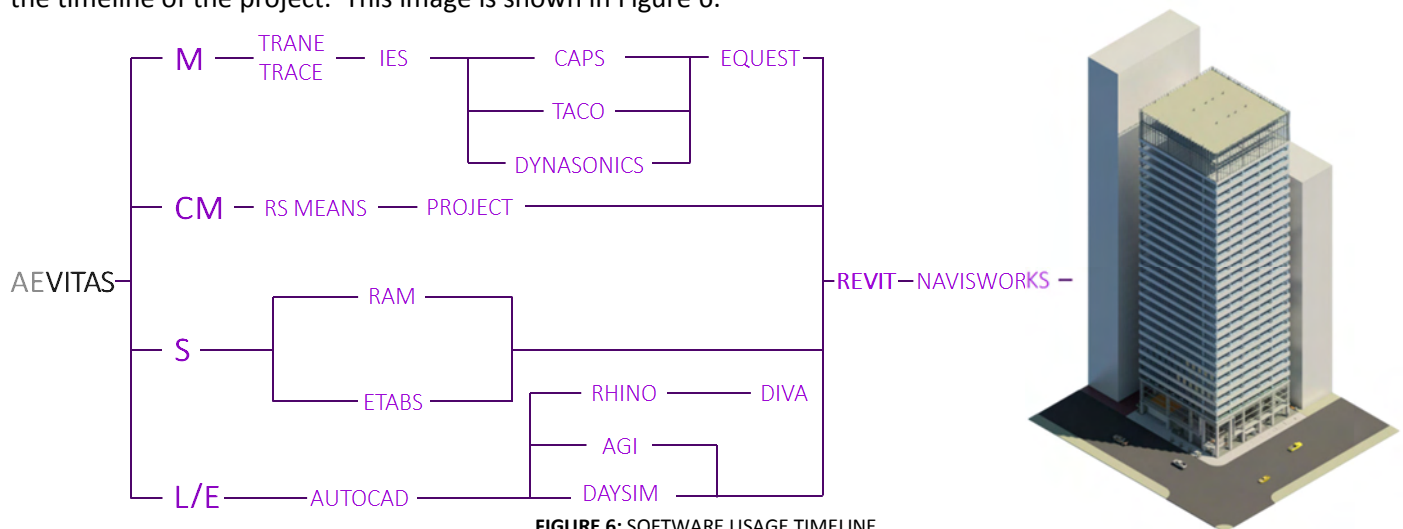 the timeline of the project. This image is shown in Figure 6.
M TRANE TRACE IES CAPS EQUEST
TACO
DYNASONICS
CM RS MEANS PROJECT
AEVITAS REVIT NAVISWORKS
S RAM
ETABS
RHINO DIVA
AGI
L/E AUTOCAD DAYSIM
FIGURE 6: SOFTWARE USAGE TIMELINE